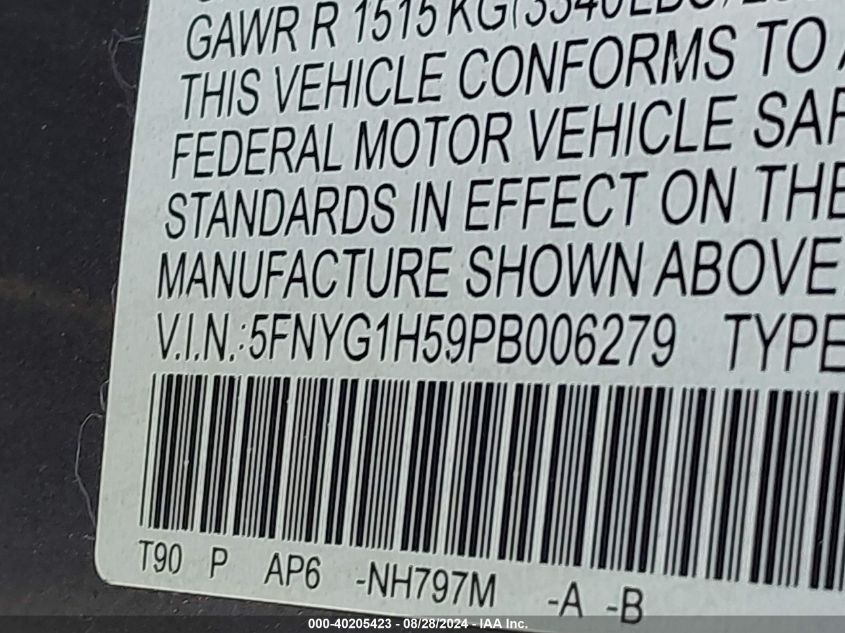 GAWR R 1515 KG(3340LBS)
THIS VEHICLE CONFORMS TO
FEDERAL MOTOR VEHICLE
STANDARDS IN EFFECT ON THE
MANUFACTURE SHOWN ABOVE
V.I.N.:5FNYG1H59PB006279 TYPE
T90 P AP6 -NH797M -A -B
000-40205423 - 08/28/2024 - IAA Inc.